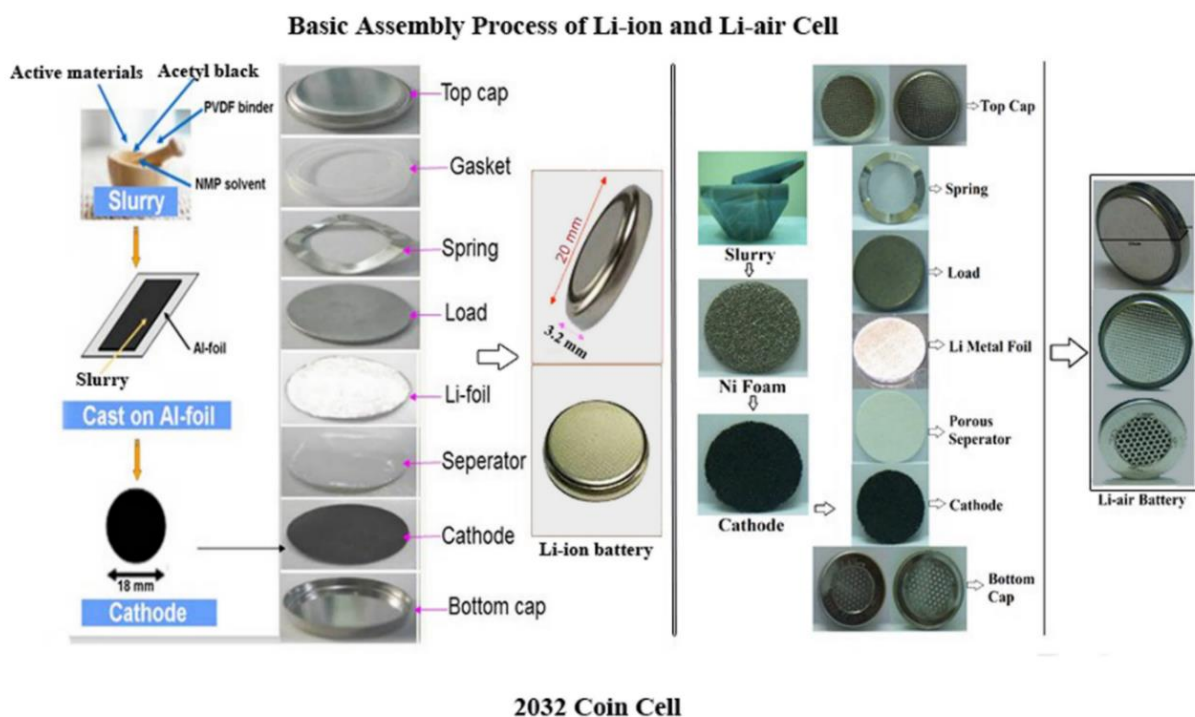 Basic Assembly Process of Li-ion and Li-air Cell
Active materials
Acetyl black
PVDF binder
NMP solvent
Slurry
Al-foil
Slurry
Cast on Al-foil
18 mm
Cathode
Top cap
Gasket
Spring
Load
Li-foil
Seperator
Cathode
Bottom cap
20 mm
3.2 mm
Li-ion battery
Slurry
Ni Foam
Cathode
Top Cap
Spring
Load
Li Metal Foil
Porous
Seperator
Cathode
Bottom
Cap
Li-air Battery
2032 Coin Cell